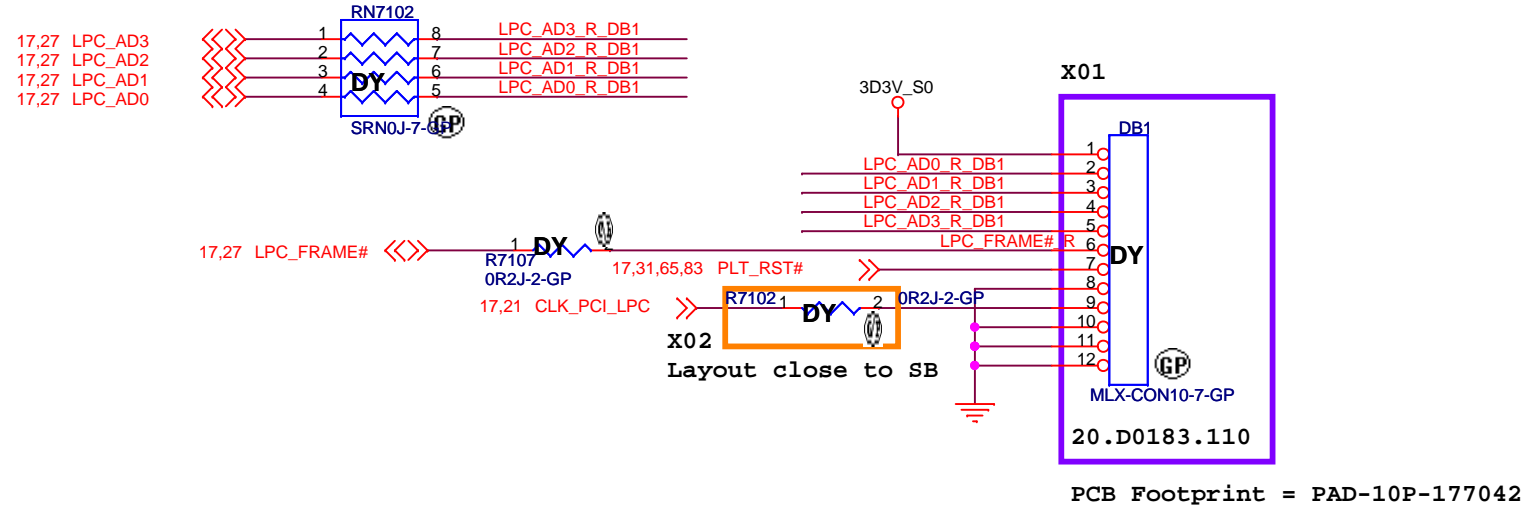 RN7102
17,27 LPC_AD3 1 8 LPC_AD3_R_DB1
17,27 LPC_AD2 2 7 LPC_AD2_R_DB1
17,27 LPC_AD1 3 6 LPC_AD1_R_DB1
17,27 LPC_AD0 4 5 LPC_AD0_R_DB1
DY
SRN0J-7-GP
GP
X01
3D3V_S0
DB1
1
LPC_AD0_R_DB1 2
LPC_AD1_R_DB1 3
LPC_AD2_R_DB1 4
LPC_AD3_R_DB1 5
17,27 LPC_FRAME# 1 DY LPC_FRAME#_R 6
R7107
0R2J-2-GP
DY
17,31,65,83 PLT_RST# 7
8
17,21 CLK_PCI_LPC R7102 1 DY 2 0R2J-2-GP 9
10
X02
11
Layout close to SB
12
GP
MLX-CON10-7-GP
20.D0183.110
PCB Footprint = PAD-10P-177042